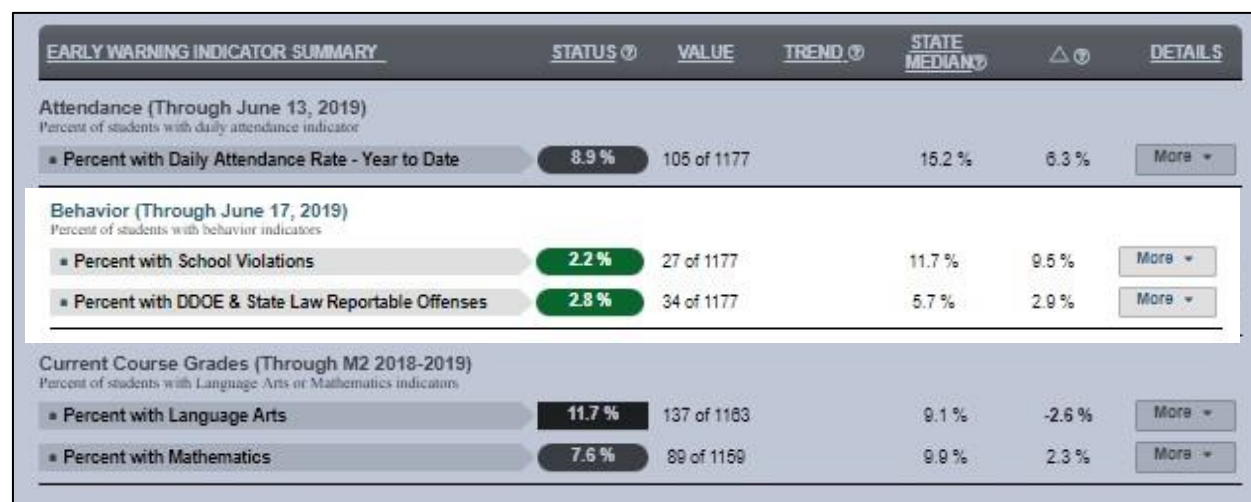 EARLY WARNING INDICATOR SUMMARY STATUS ? VALUE TREND ? STATE MEDIAN ? △ ? DETAILS
Attendance (Through June 13, 2019)
Percent of students with daily attendance indicator
Percent with Daily Attendance Rate - Year to Date 8.9 % 105 of 1177 15.2 % 6.3 % More
Behavior (Through June 17, 2019)
Percent of students with behavior indicators
Percent with School Violations 2.2 % 27 of 1177 11.7 % 9.5 % More
Percent with DDOE & State Law Reportable Offenses 2.8 % 34 of 1177 5.7 % 2.9 % More
Current Course Grades (Through M2 2018-2019)
Percent of students with Language Arts or Mathematics indicators
Percent with Language Arts 11.7 % 137 of 1163 9.1 % -2.6 % More
Percent with Mathematics 7.6 % 89 of 1159 9.9 % 2.3 % More